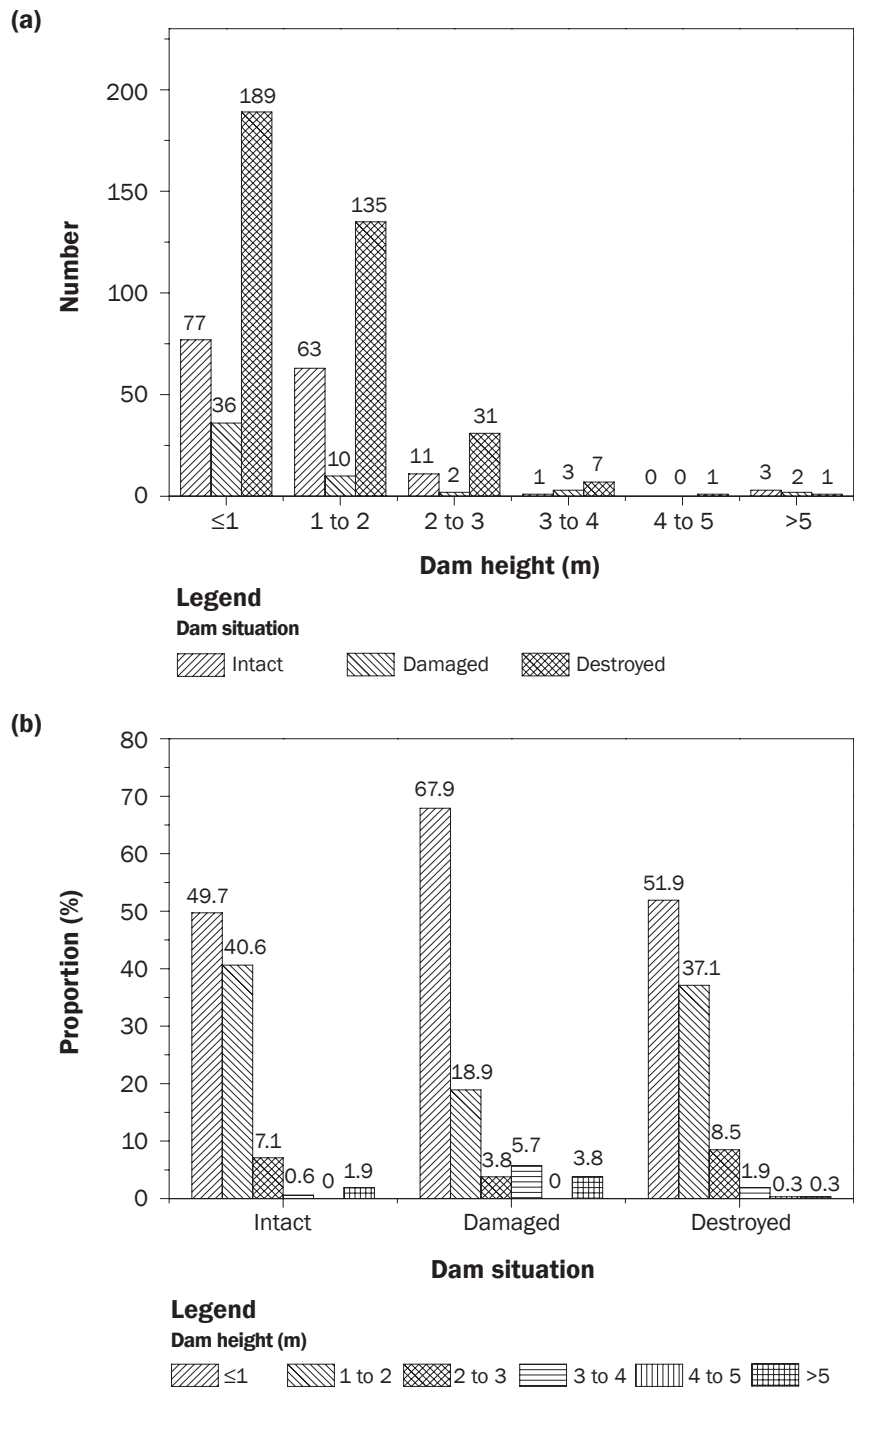 (a)
200
150
100
50
0
Number
189
135
77
63
36
10
11
2
31
1
3
7
0
0
1
3
2
1
≤1
1 to 2
2 to 3
3 to 4
4 to 5
>5
Dam height (m)
Legend
Dam situation
Intact
Damaged
Destroyed
(b)
80
70
60
50
40
30
20
10
0
Proportion (%)
49.7
40.6
7.1
0.6
0
1.9
67.9
18.9
3.8
5.7
0
3.8
51.9
37.1
8.5
1.9
0.3
0.3
Intact
Damaged
Destroyed
Dam situation
Legend
Dam height (m)
≤1
1 to 2
2 to 3
3 to 4
4 to 5
>5